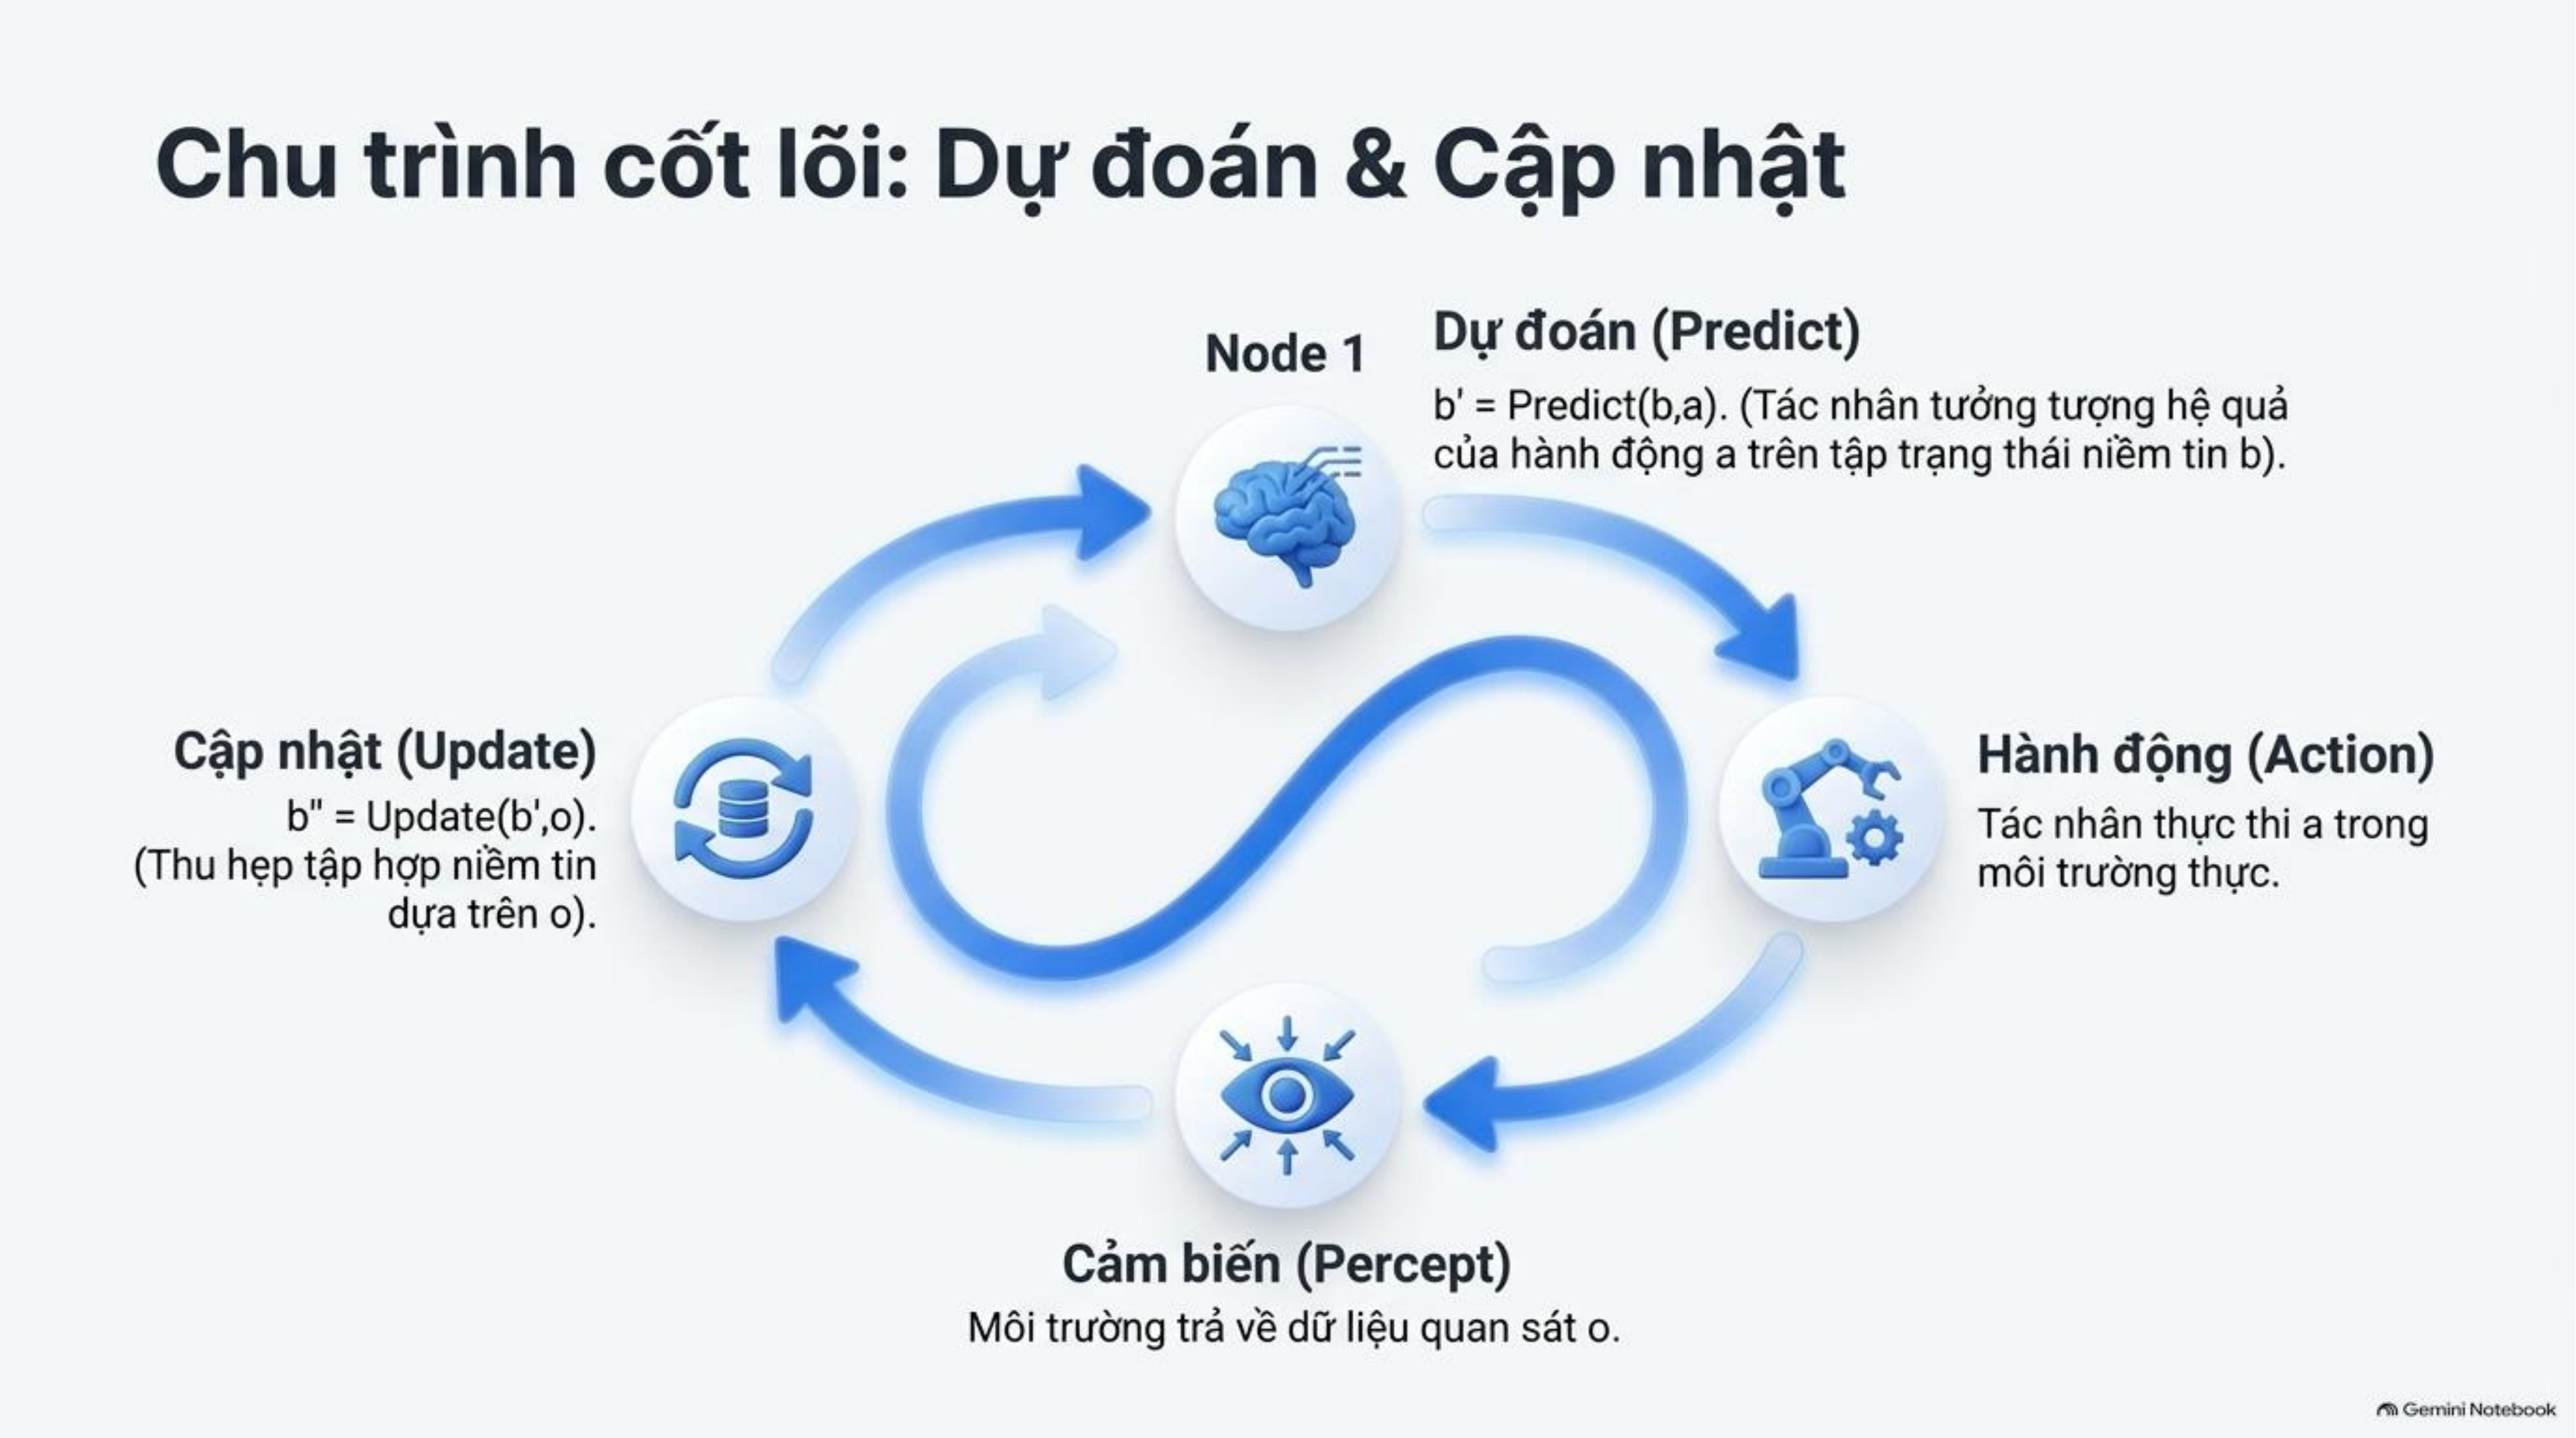 Chu trình cốt lõi: Dự đoán & Cập nhật
Node 1
Dự đoán (Predict)
b' = Predict(b,a). (Tác nhân tưởng tượng hệ quả
của hành động a trên tập trạng thái niềm tin b).
Cập nhật (Update)
b" = Update(b',o).
(Thu hẹp tập hợp niềm tin
dựa trên o).
Hành động (Action)
Tác nhân thực thi a trong
môi trường thực.
Cảm biến (Percept)
Môi trường trả về dữ liệu quan sát o.
Gemini Notebook